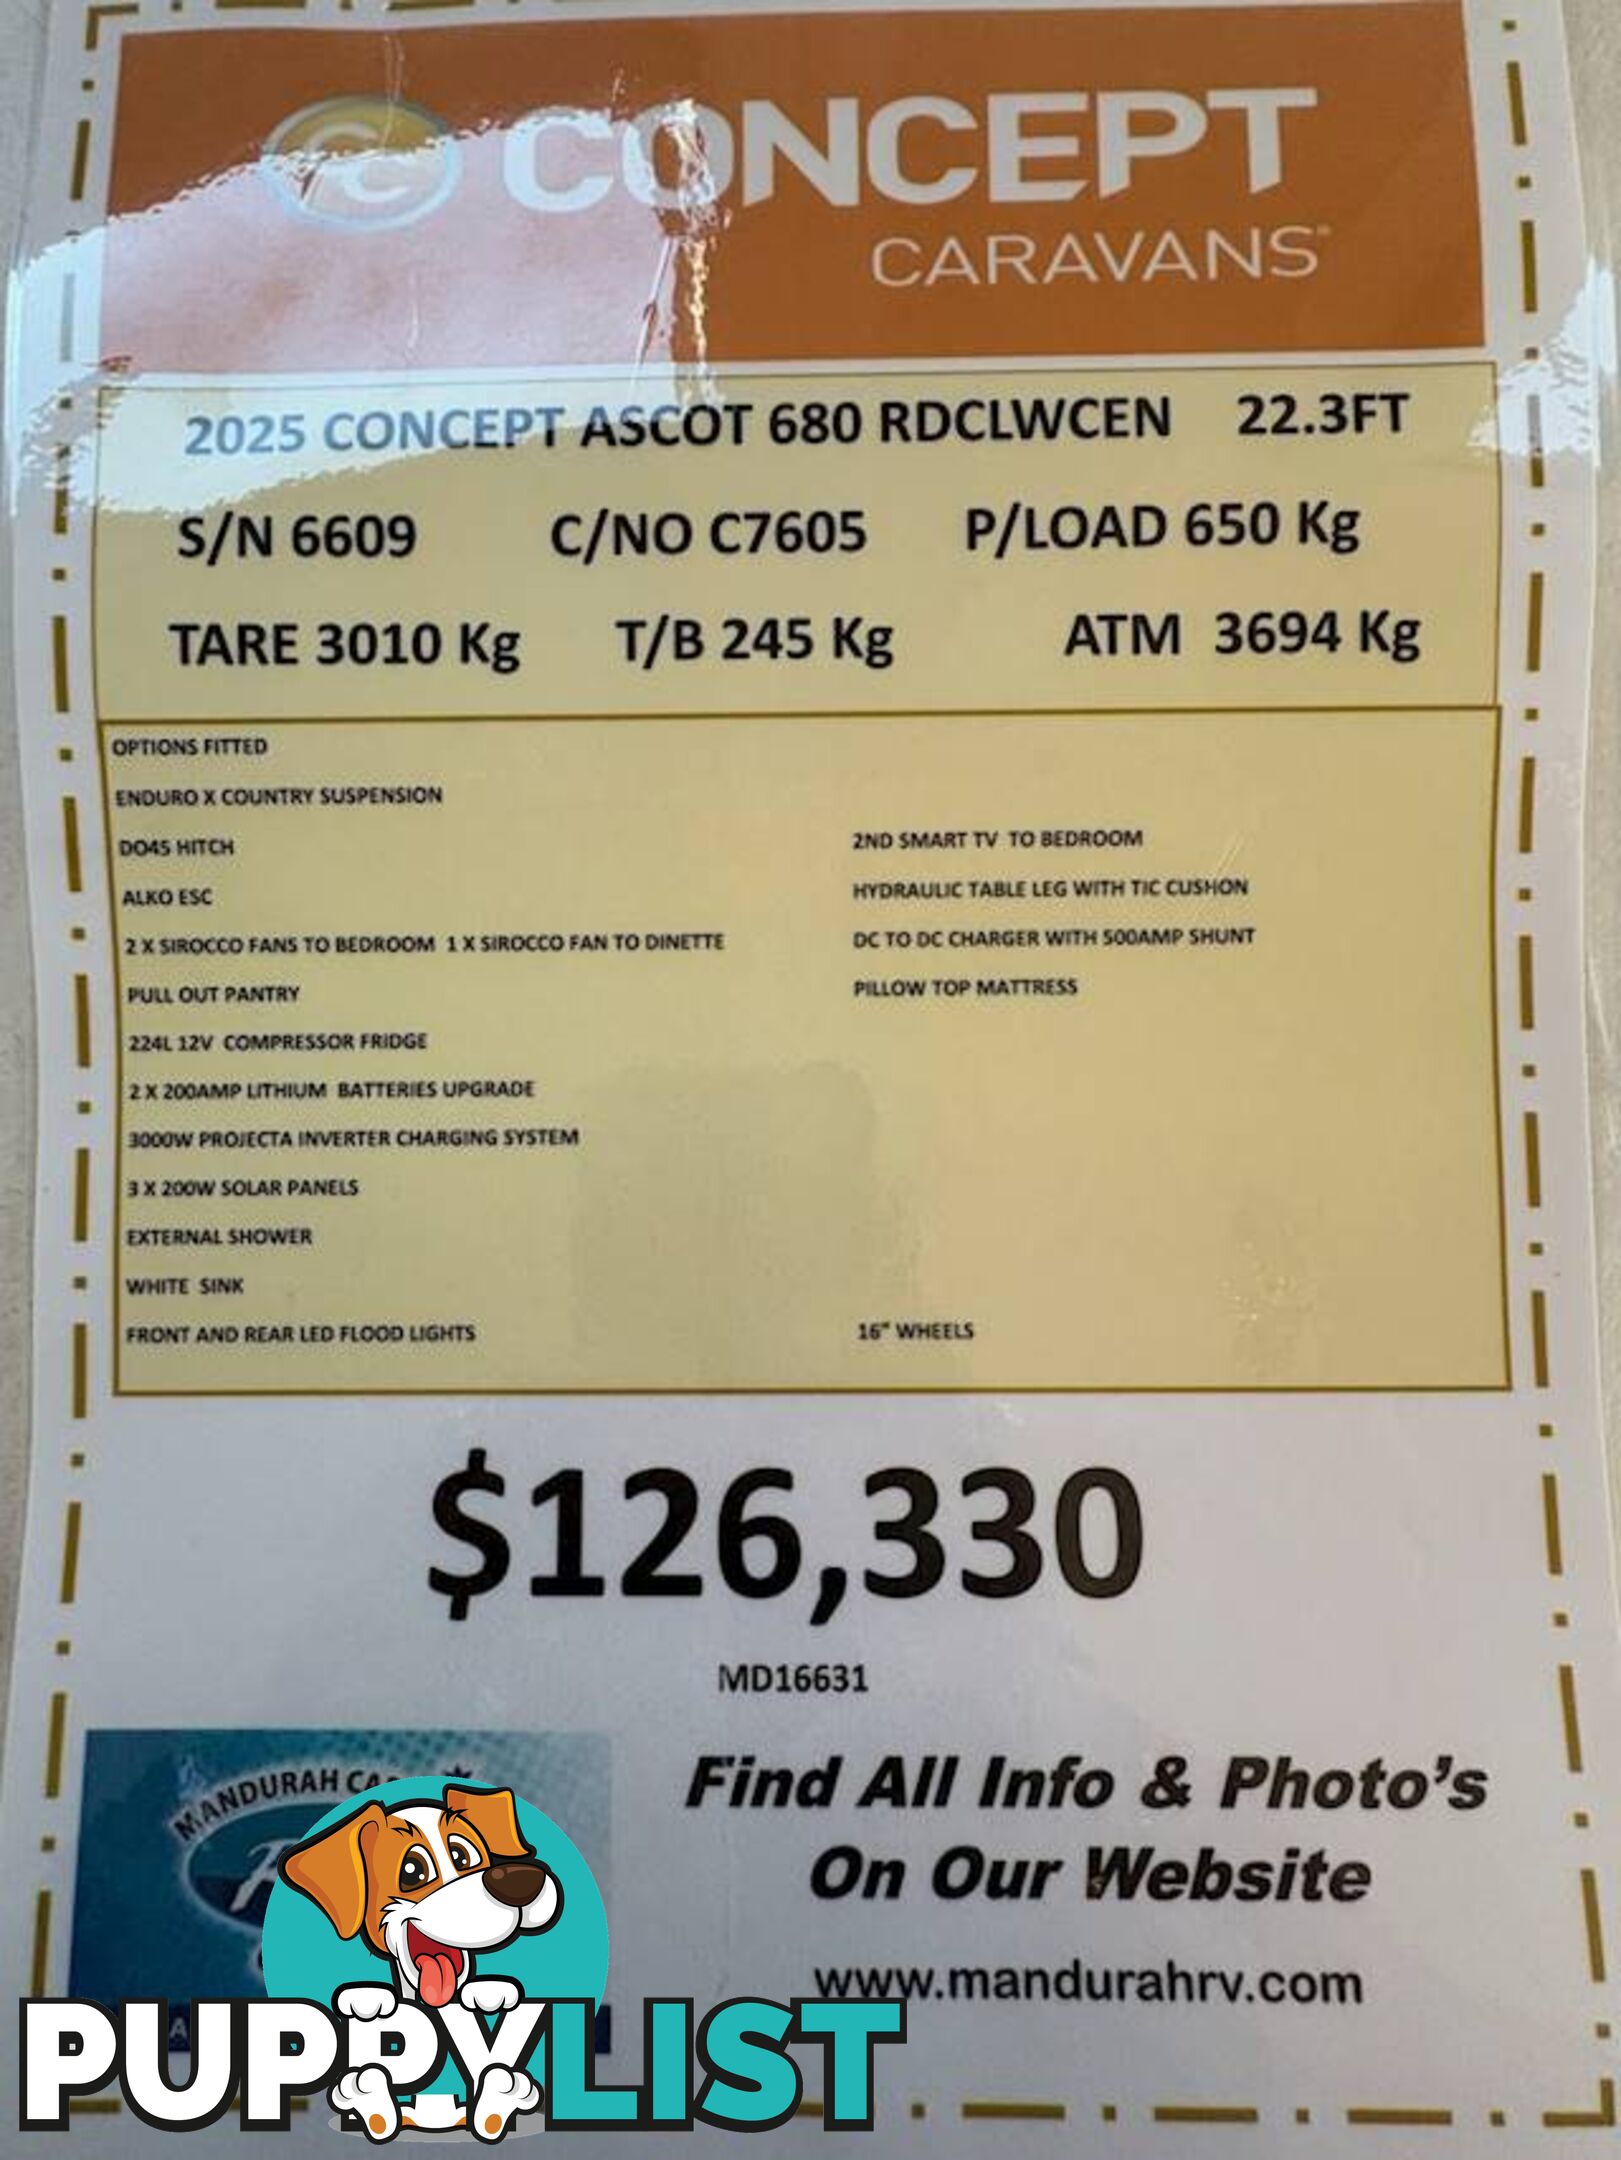 CONCEPT
CARAVANS
2025 CONCEPT ASCOT 680 RDCLWCEN 22.3FT
S/N 6609 C/NO C7605 P/LOAD 650 Kg
TARE 3010 Kg T/B 245 Kg ATM 3694 Kg
OPTIONS FITTED
ENDURO X COUNTRY SUSPENSION
DO45 HITCH
ALKO ESC
2 X SIROCCO FANS TO BEDROOM 1 X SIROCCO FAN TO DINETTE
PULL OUT PANTRY
224L 12V COMPRESSOR FRIDGE
2 X 200AMP LITHIUM BATTERIES UPGRADE
3000W PROJECTA INVERTER CHARGING SYSTEM
3 X 200W SOLAR PANELS
EXTERNAL SHOWER
WHITE SINK
FRONT AND REAR LED FLOOD LIGHTS
2ND SMART TV TO BEDROOM
HYDRAULIC TABLE LEG WITH TIC CUSHON
DC TO DC CHARGER WITH 500AMP SHUNT
PILLOW TOP MATTRESS
16" WHEELS
$126,330
MD16631
MANDURAH
Find All Info & Photo's
On Our Website
www.mandurahrv.com
PUPPYLIST